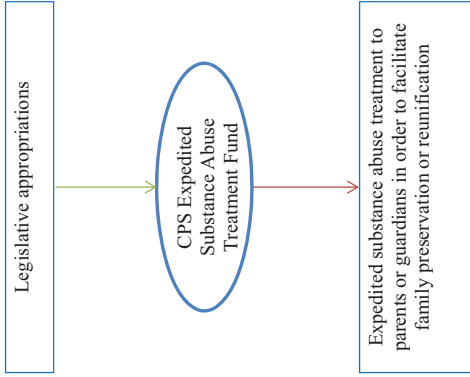 Legislative appropriations
CPS Expedited
Substance Abuse
Treatment Fund
Expedited substance abuse treatment to
parents or guardians in order to facilitate
family preservation or reunification